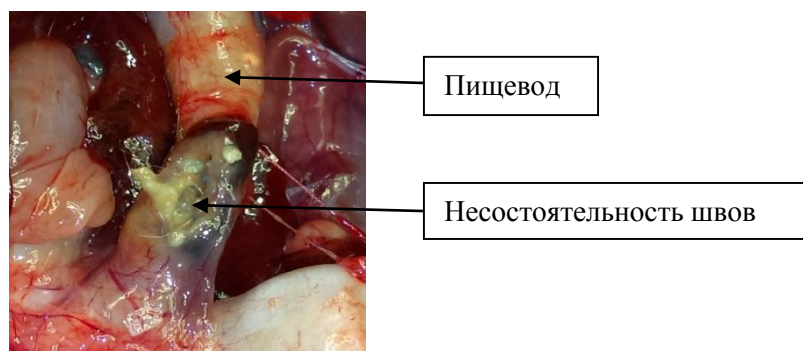 Пищевод
Несостоятельность швов